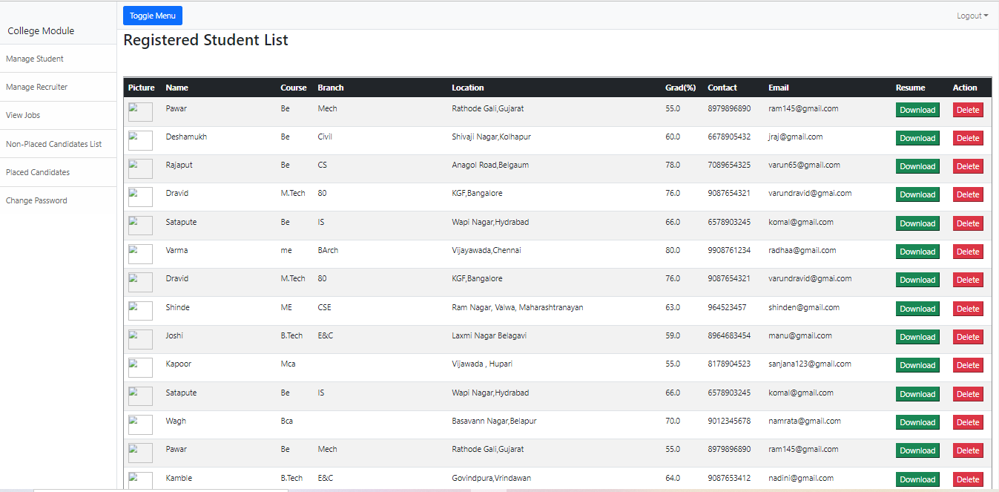 Toggle Menu
Logout
College Module
Manage Student
Manage Recruiter
View Jobs
Non-Placed Candidates List
Placed Candidates
Change Password
Registered Student List
Picture Name Course Branch Location Grad(%) Contact Email Resume Action
Pawar Be Mech Rathode Gali,Gujarat 55.0 8979896890 ram145@gmail.com Download Delete
Deshamukh Be Civil Shivaji Nagar,Kolhapur 60.0 6678905432 jraj@gmail.com Download Delete
Rajaput Be CS Anagol Road,Belgaum 78.0 7089654325 varun65@gmail.com Download Delete
Dravid M.Tech 80 KGF,Bangalore 76.0 9087654321 varundravid@gmai.com Download Delete
Satapute Be IS Wapi Nagar,Hydrabad 66.0 6578903245 komal@gmail.com Download Delete
Varma me BArch Vijayawada,Chennai 80.0 9908761234 radhaa@gmail.com Download Delete
Dravid M.Tech 80 KGF,Bangalore 76.0 9087654321 varundravid@gmai.com Download Delete
Shinde ME CSE Ram Nagar, Valwa, Maharashtranayan 63.0 964523457 shinden@gmail.com Download Delete
Joshi B.Tech E&C Laxmi Nagar Belagavi 59.0 8964683454 manu@gmail.com Download Delete
Kapoor Mca Vijawada , Hupari 55.0 8178904523 sanjana123@gmail.com Download Delete
Satapute Be IS Wapi Nagar,Hydrabad 66.0 6578903245 komal@gmail.com Download Delete
Wagh Bca Basavann Nagar,Belapur 70.0 9012345678 namrata@gmail.com Download Delete
Pawar Be Mech Rathode Gali,Gujarat 55.0 8979896890 ram145@gmail.com Download Delete
Kamble B.Tech E&C Govindpura,Vrindawan 64.0 9087653412 nadini@gmail.com Download Delete